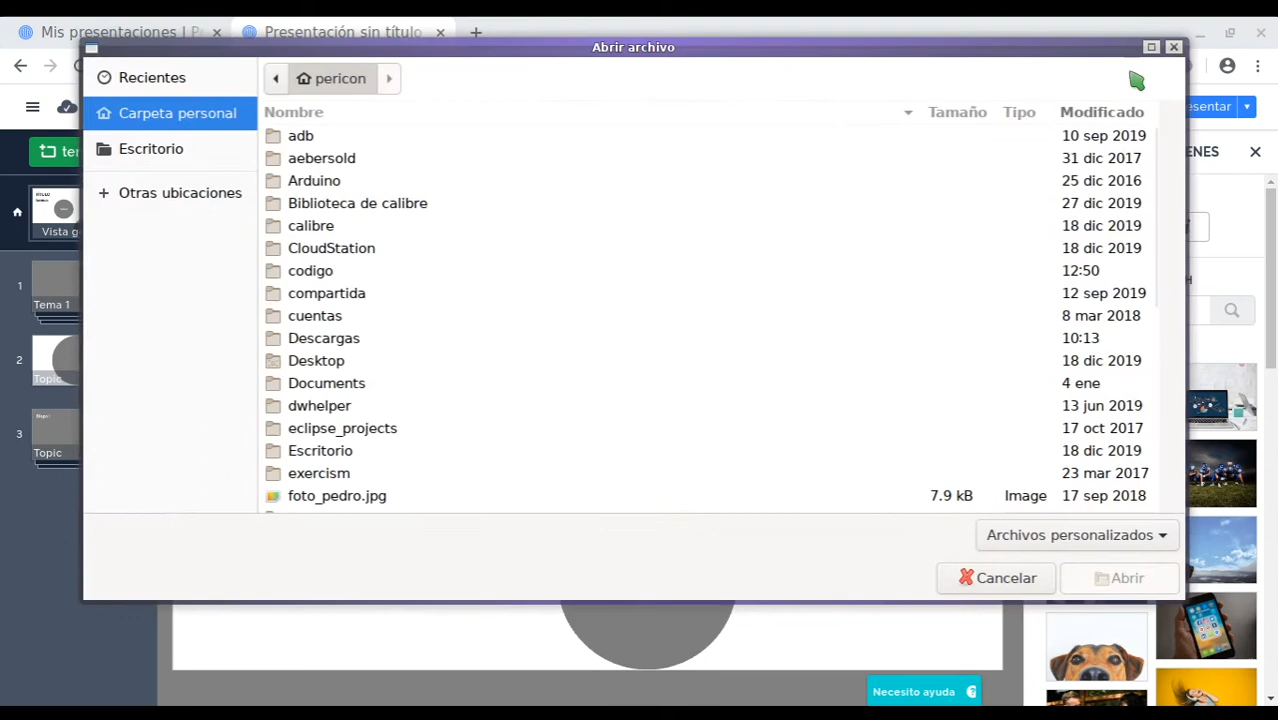 Mis presentaciones | P
Presentación sin título
Abrir archivo
Recientes
Carpeta personal
Escritorio
Otras ubicaciones
pericon
Nombre Tamaño Tipo Modificado
adb 10 sep 2019
aebersold 31 dic 2017
Arduino 25 dic 2016
Biblioteca de calibre 27 dic 2019
calibre 18 dic 2019
CloudStation 18 dic 2019
codigo 12:50
compartida 12 sep 2019
cuentas 8 mar 2018
Descargas 10:13
Desktop 18 dic 2019
Documents 4 ene
dwhelper 13 jun 2019
eclipse_projects 17 oct 2017
Escritorio 18 dic 2019
exercism 23 mar 2017
foto_pedro.jpg 7.9 kB Image 17 sep 2018
Archivos personalizados
Cancelar
Abrir
esentar
ENES
H
ter
TÍTULO
Vista g
1
Tema 1
2
Topic
3
Topic
Necesito ayuda ?